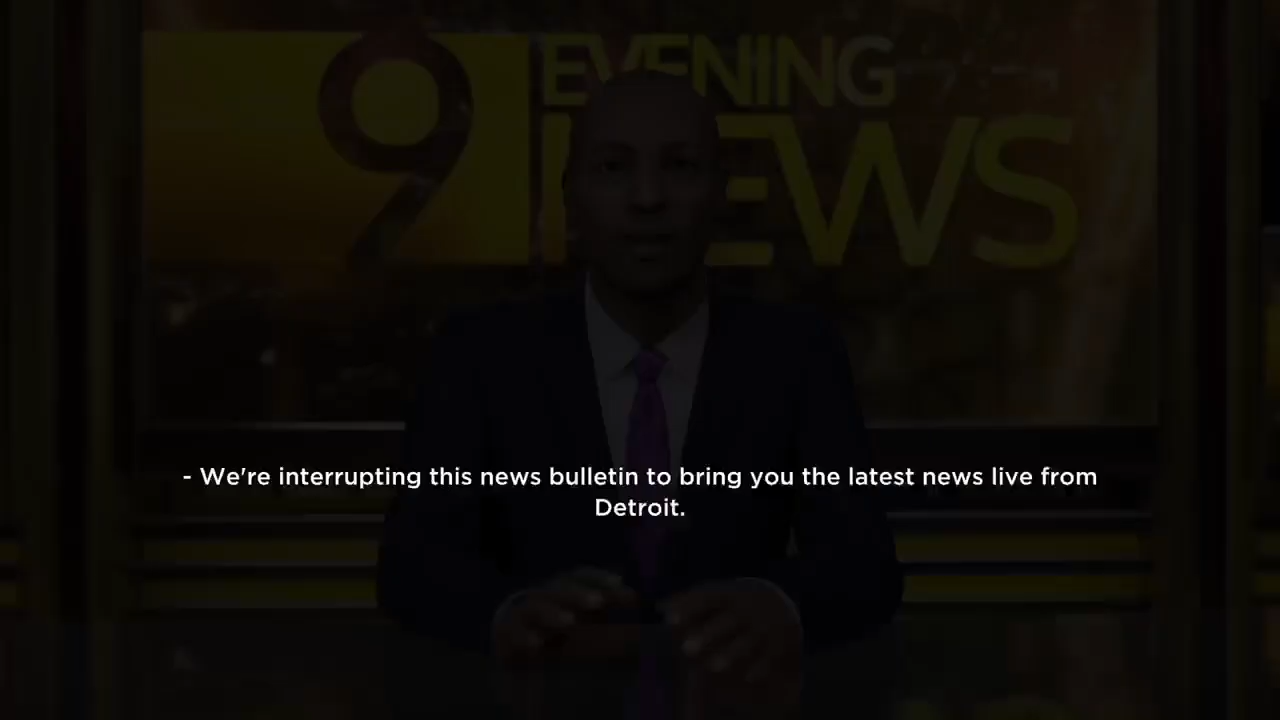 9 EVENING
NEWS
- We're interrupting this news bulletin to bring you the latest news live from
Detroit.